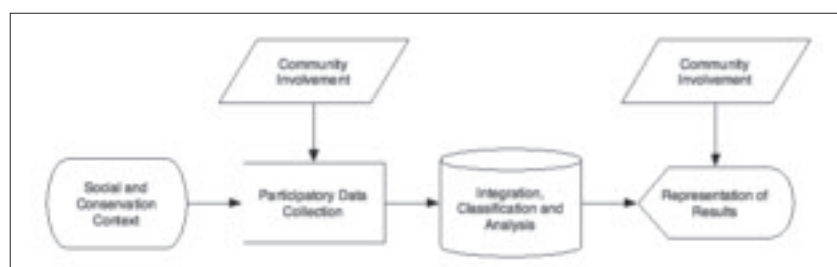 Community
Involvement
Community
Involvement
Social and
Conservation
Context
Participatory Data
Collection
Integration,
Classification and
Analysis
Representation of
Results